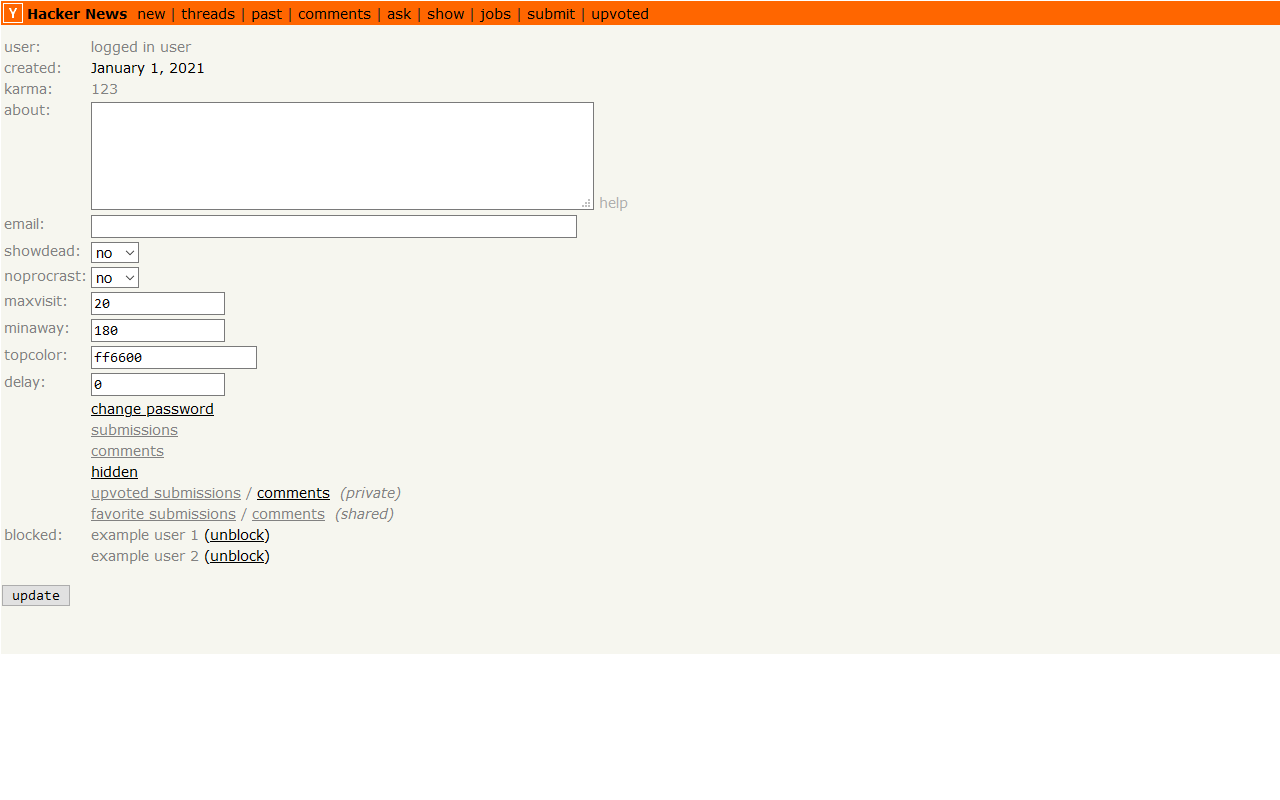 Y Hacker News new | threads | past | comments | ask | show | jobs | submit | upvoted
user: logged in user
created: January 1, 2021
karma: 123
about:
help
email:
showdead: no
noprocrast: no
maxvisit: 20
minaway: 180
topcolor: ff6600
delay: 0
change password
submissions
comments
hidden
upvoted submissions / comments (private)
favorite submissions / comments (shared)
blocked: example user 1 (unblock)
example user 2 (unblock)
update